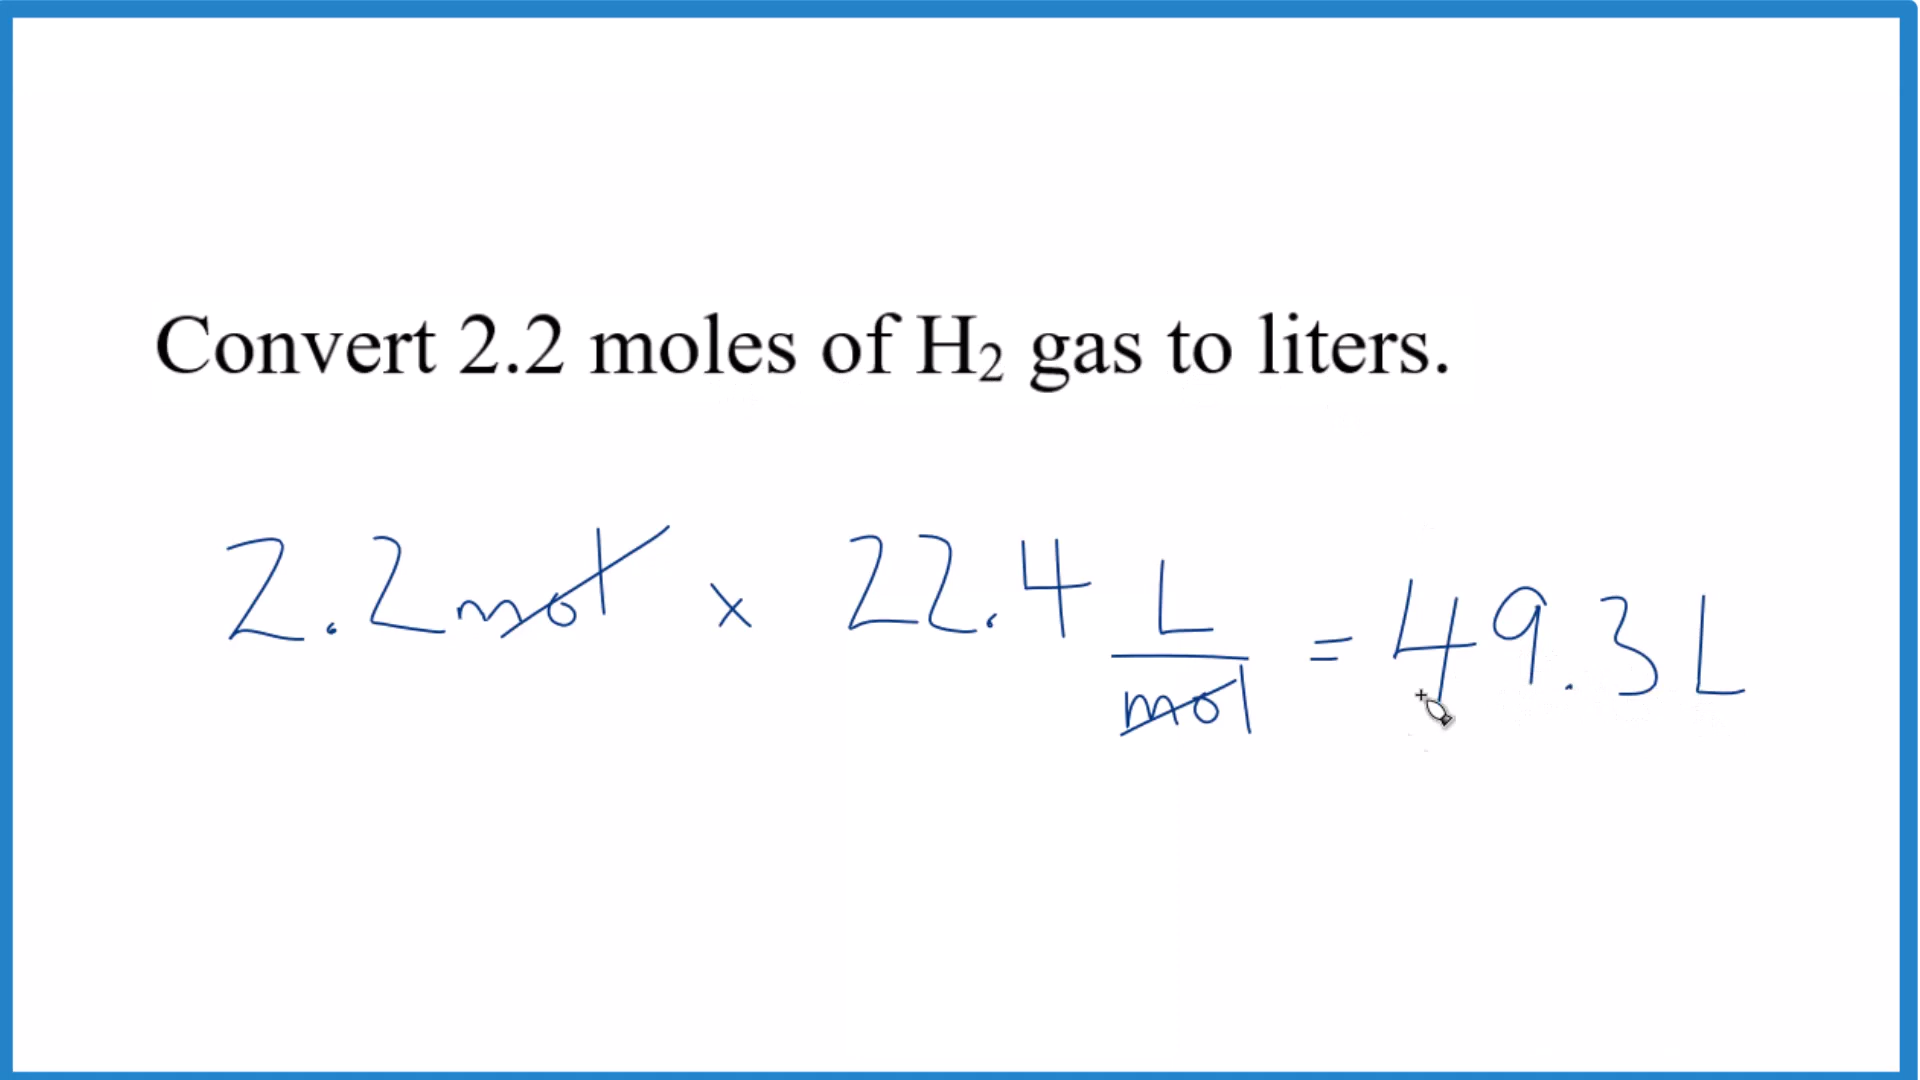 Convert 2.2 moles of H₂ gas to liters.
2.2 mol x 22.4 L/mol = 49.3 L